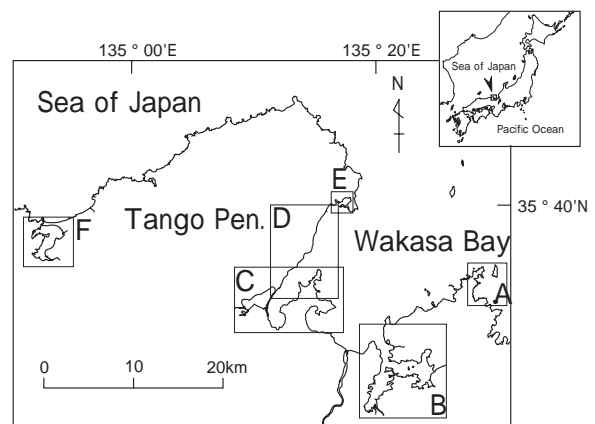 135 ° 00'E
135 ° 20'E
Sea of Japan
Pacific Ocean
N
Sea of Japan
E
35 ° 40'N
Tango Pen.
D
F
Wakasa Bay
C
A
0
10
20km
B